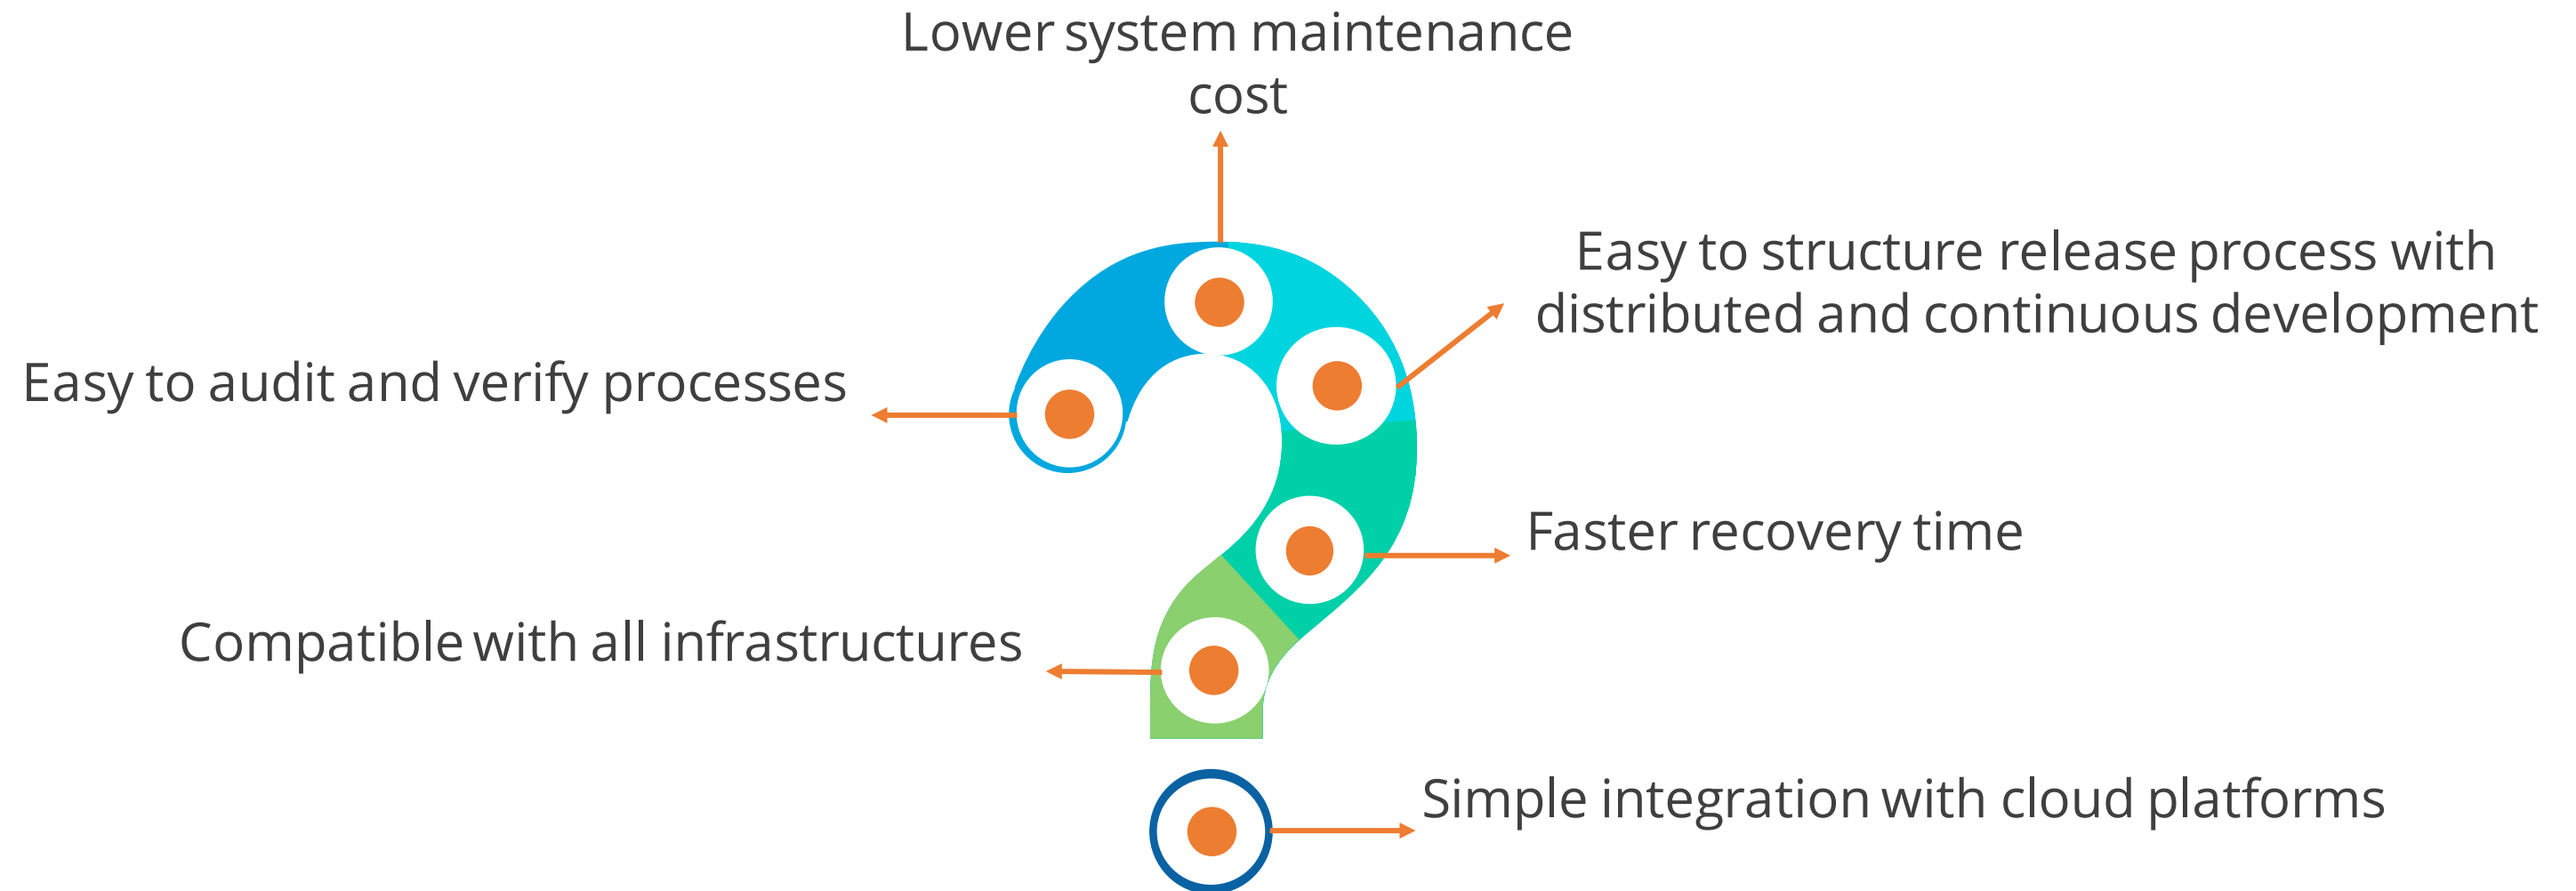 Lower system maintenance
cost
Easy to structure release process with
distributed and continuous development
Easy to audit and verify processes
Faster recovery time
Compatible with all infrastructures
Simple integration with cloud platforms